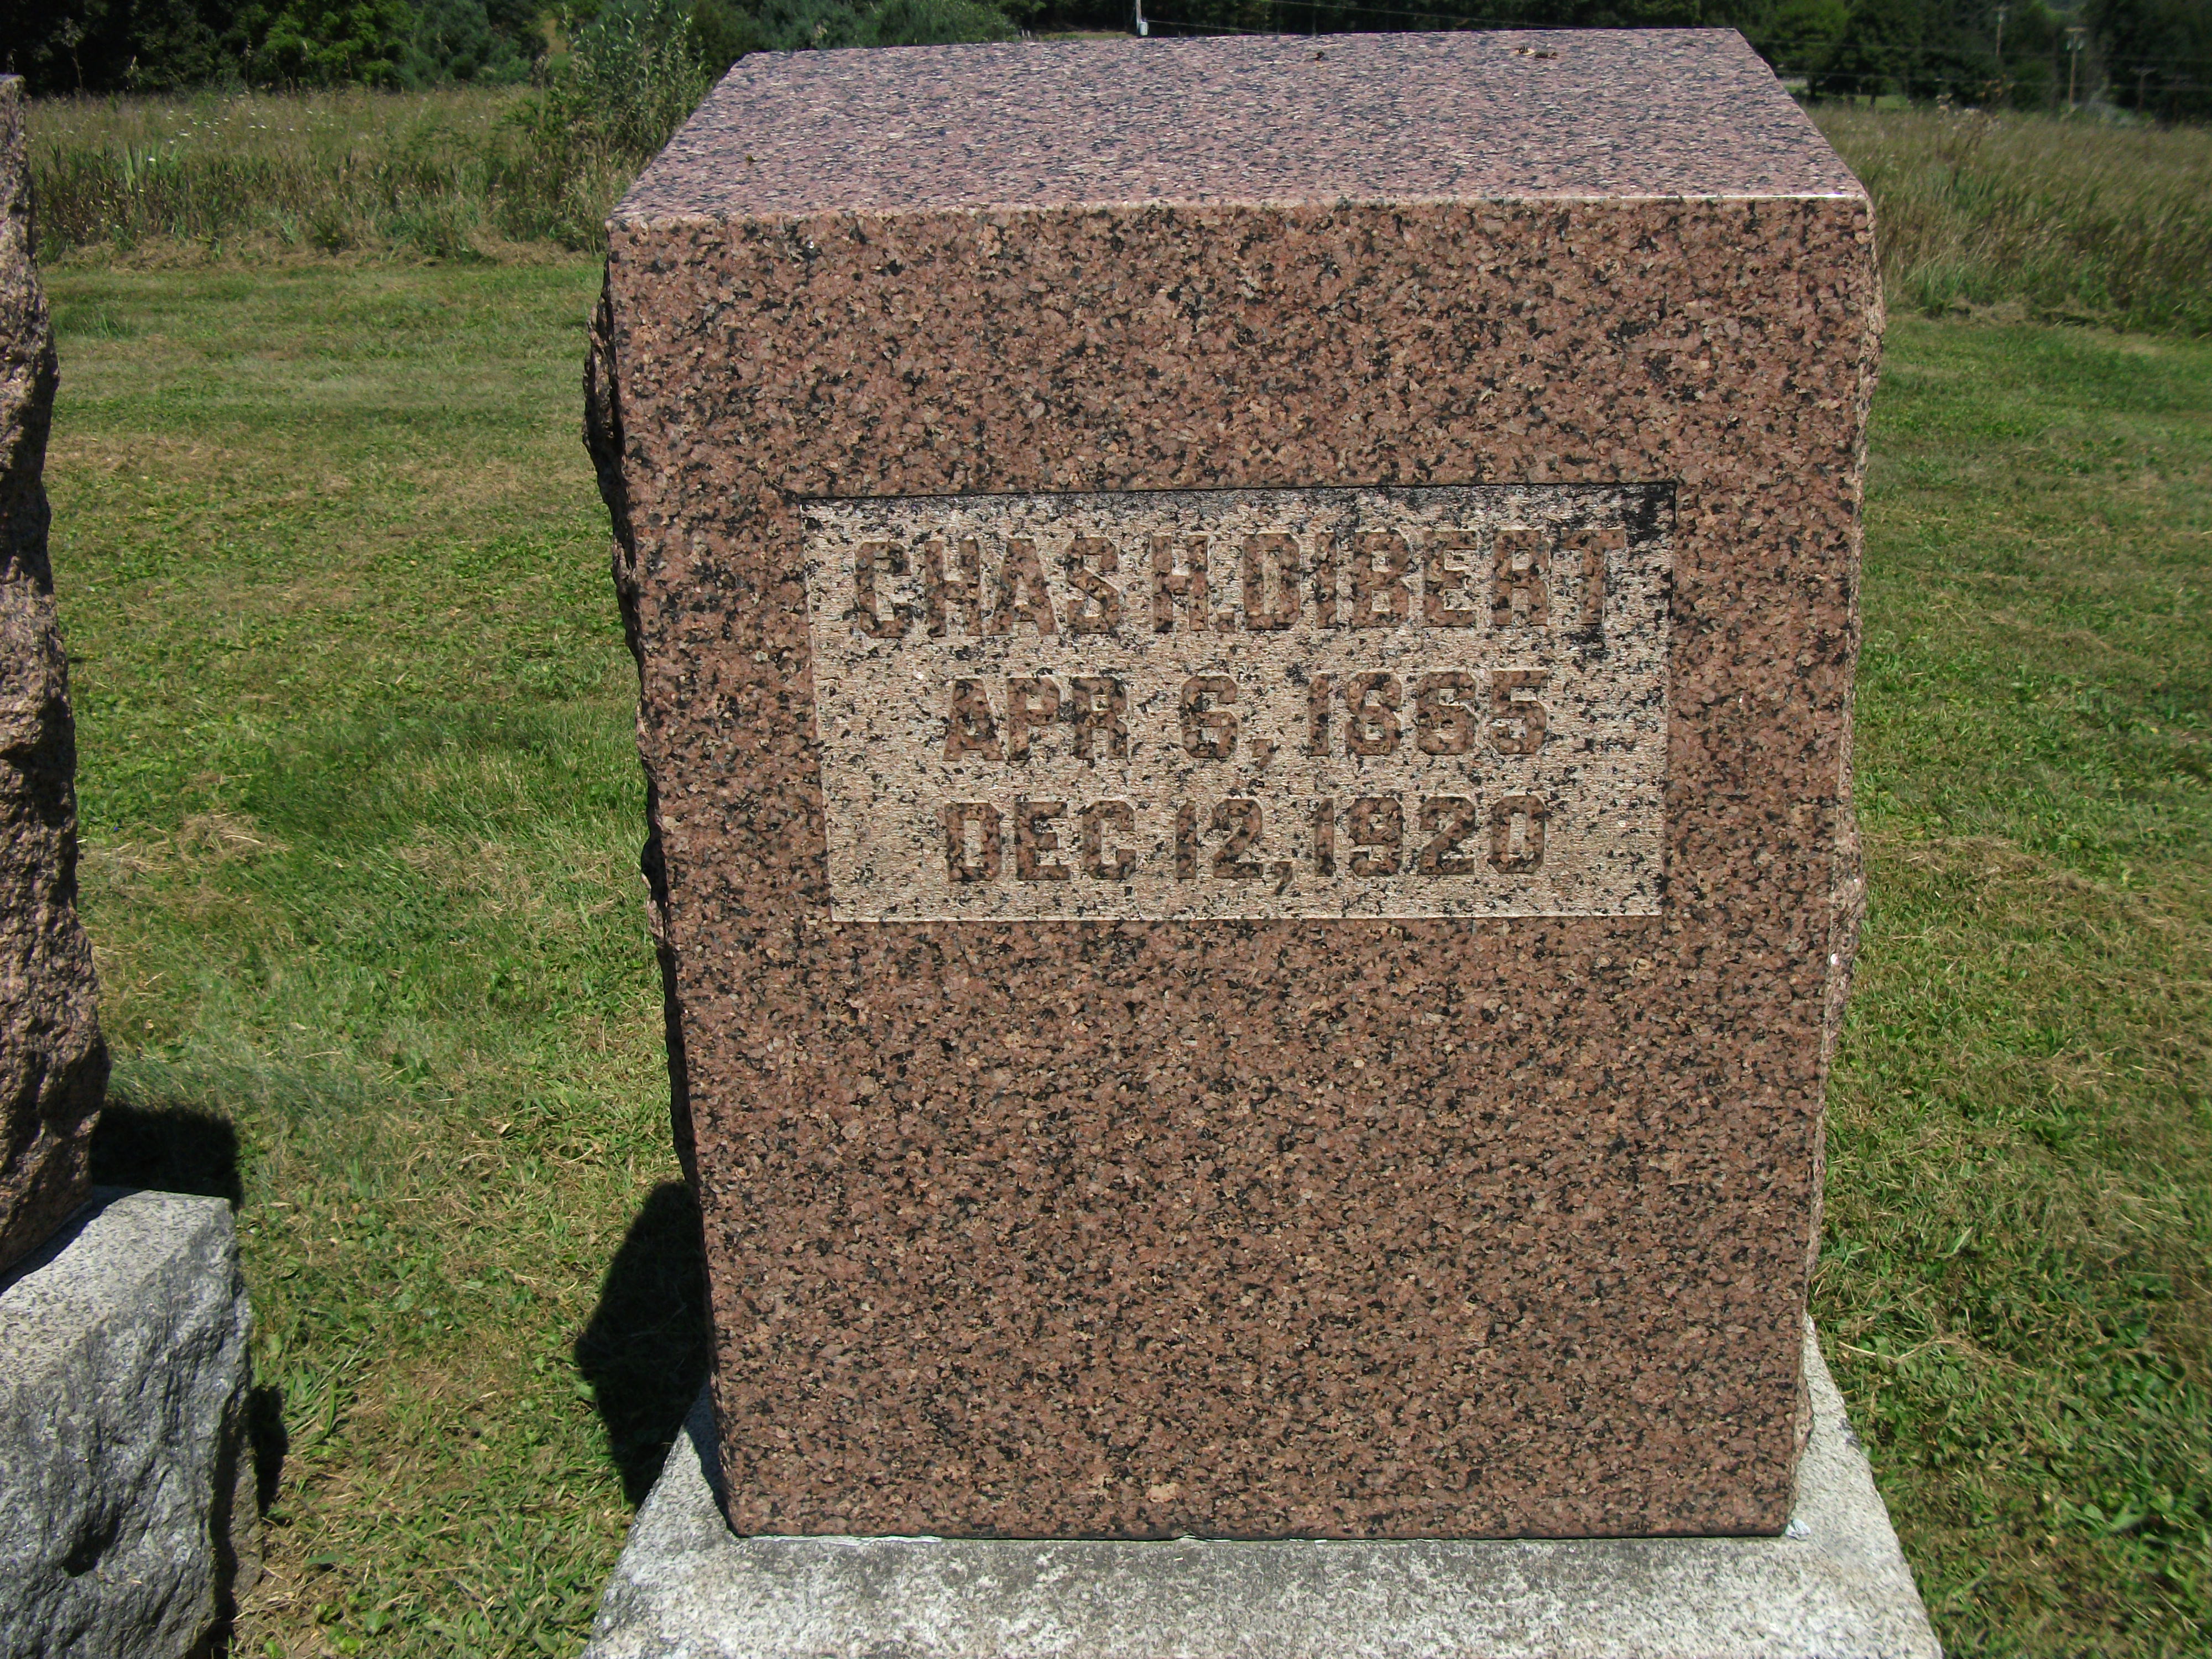 CHAS H. DIBERT
APR 6, 1865
DEC 12, 1920